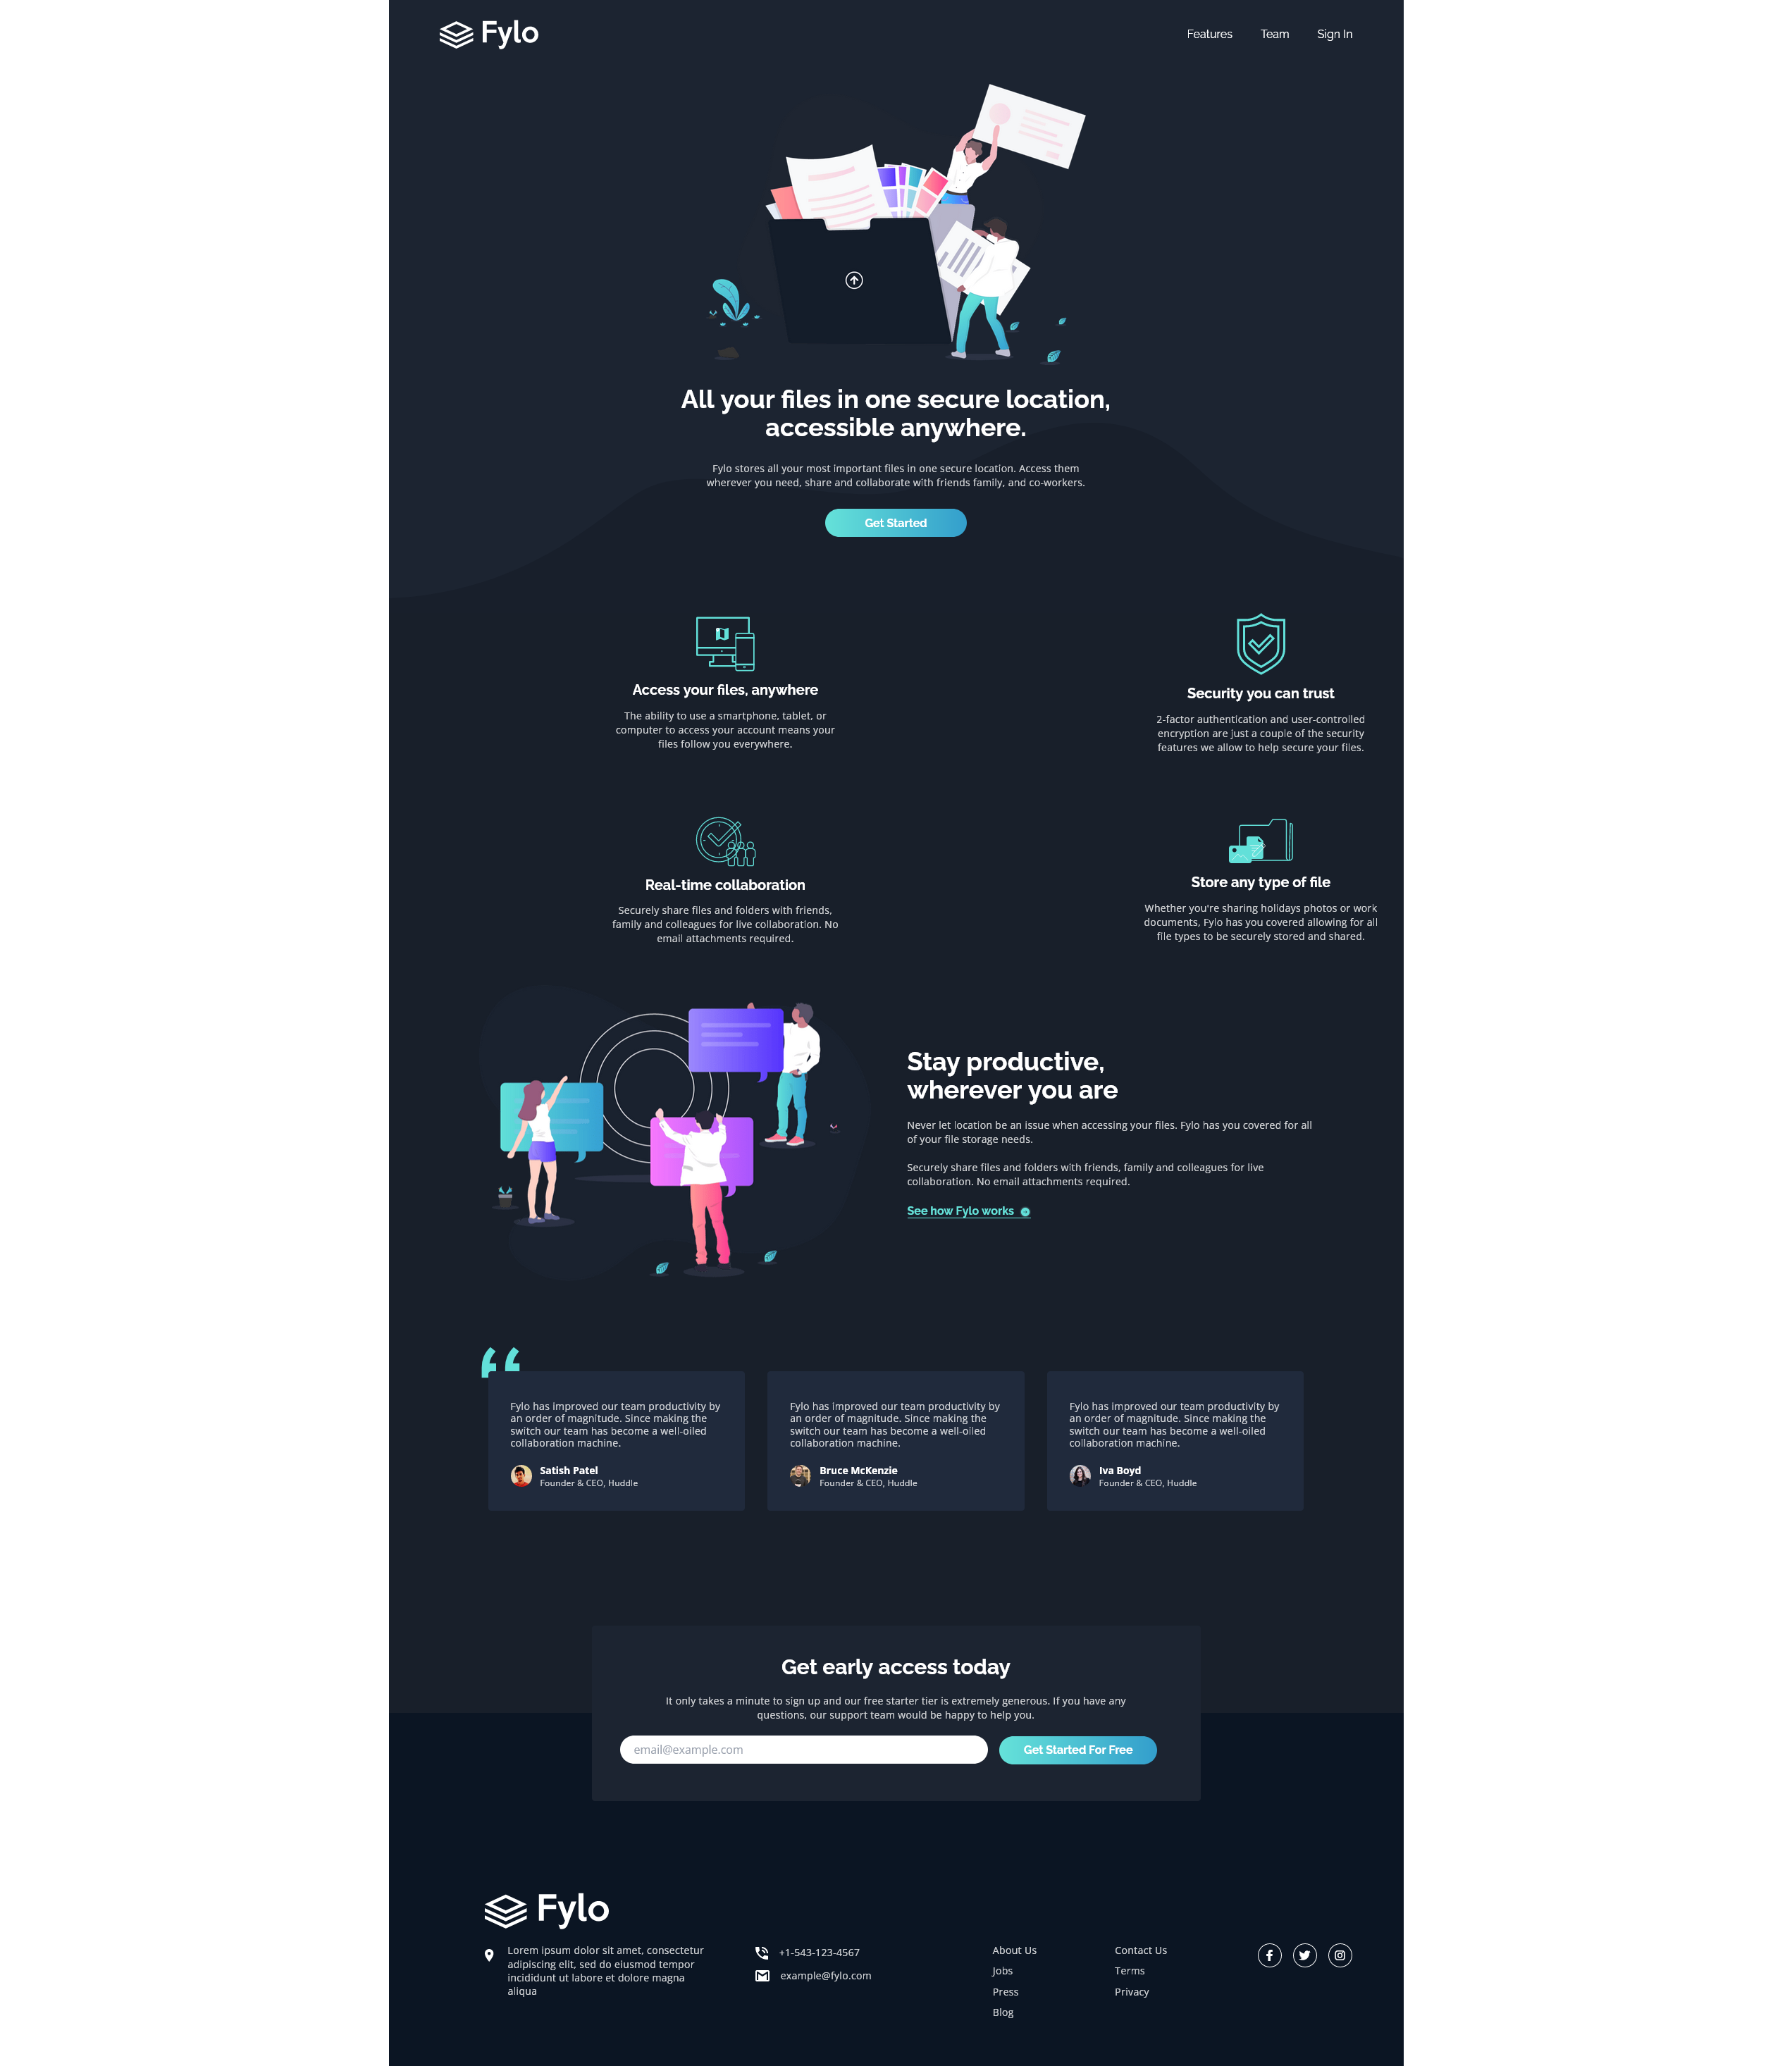 Fylo
Features
Team
Sign In
All your files in one secure location,
accessible anywhere.
Fylo stores all your most important files in one secure location. Access them
wherever you need, share and collaborate with friends family, and co-workers.
Get Started
Access your files, anywhere
The ability to use a smartphone, tablet, or
computer to access your account means your
files follow you everywhere.
Security you can trust
2-factor authentication and user-controlled
encryption are just a couple of the security
features we allow to help secure your files.
Real-time collaboration
Securely share files and folders with friends,
family and colleagues for live collaboration. No
email attachments required.
Store any type of file
Whether you're sharing holidays photos or work
documents, Fylo has you covered allowing for all
file types to be securely stored and shared.
Stay productive,
wherever you are
Never let location be an issue when accessing your files. Fylo has you covered for all
of your file storage needs.
Securely share files and folders with friends, family and colleagues for live
collaboration. No email attachments required.
See how Fylo works
Fylo has improved our team productivity by
an order of magnitude. Since making the
switch our team has become a well-oiled
collaboration machine.
Satish Patel
Founder & CEO, Huddle
Fylo has improved our team productivity by
an order of magnitude. Since making the
switch our team has become a well-oiled
collaboration machine.
Bruce McKenzie
Founder & CEO, Huddle
Fylo has improved our team productivity by
an order of magnitude. Since making the
switch our team has become a well-oiled
collaboration machine.
Iva Boyd
Founder & CEO, Huddle
Get early access today
It only takes a minute to sign up and our free starter tier is extremely generous. If you have any
questions, our support team would be happy to help you.
email@example.com
Get Started For Free
Fylo
Lorem ipsum dolor sit amet, consectetur
adipiscing elit, sed do eiusmod tempor
incididunt ut labore et dolore magna
aliqua
+1-543-123-4567
example@fylo.com
About Us
Jobs
Press
Blog
Contact Us
Terms
Privacy